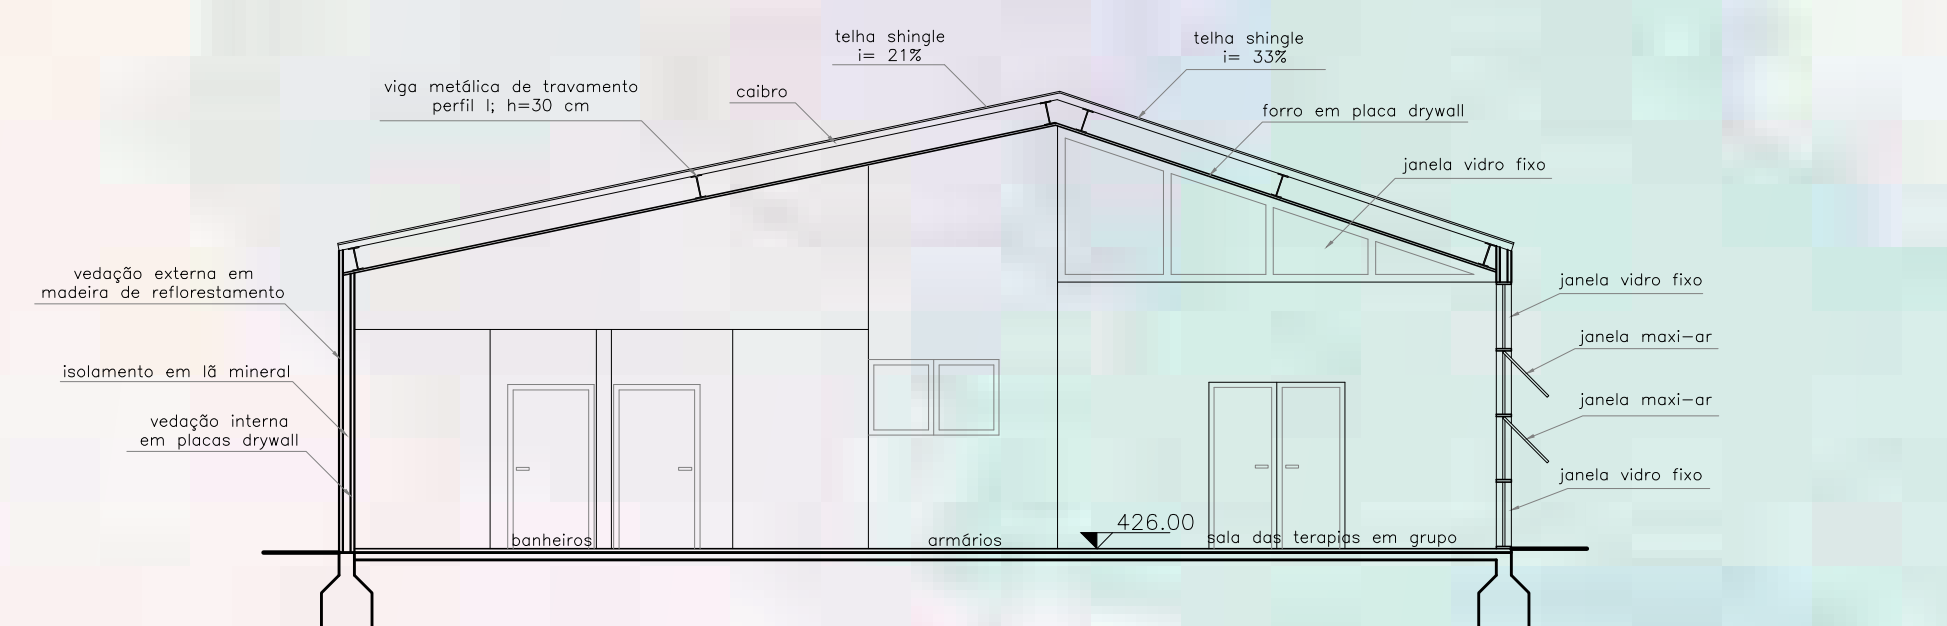 telha shingle
i= 21%
telha shingle
i= 33%
viga metálica de travamento
perfil I; h=30 cm
caibro
forro em placa drywall
janela vidro fixo
vedação externa em
madeira de reflorestamento
janela vidro fixo
janela maxi-ar
isolamento em lã mineral
janela maxi-ar
vedação interna
em placas drywall
janela vidro fixo
426.00
banheiros
armários
sala das terapias em grupo